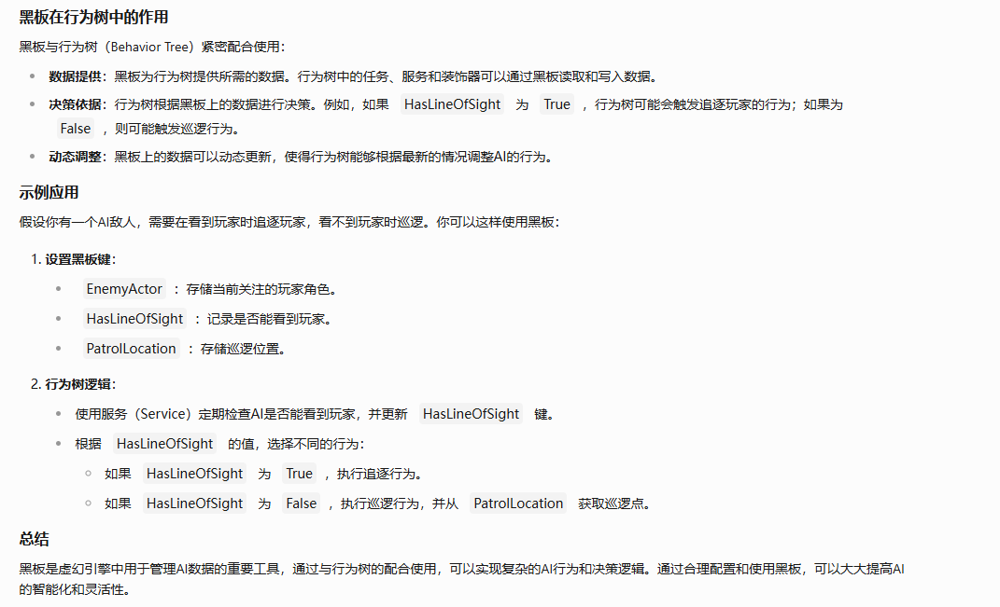 黑板在行为树中的作用
黑板与行为树（Behavior Tree）紧密配合使用：
数据提供：黑板为行为树提供所需的数据。行为树中的任务、服务和装饰器可以通过黑板读取和写入数据。
决策依据：行为树根据黑板上的数据进行决策。例如，如果 HasLineOfSight 为 True ，行为树可能会触发追逐玩家的行为；如果为
False ，则可能触发巡逻行为。
动态调整：黑板上的数据可以动态更新，使得行为树能够根据最新的情况调整AI的行为。
示例应用
假设你有一个AI敌人，需要在看到玩家时追逐玩家，看不到玩家时巡逻。你可以这样使用黑板：
1. 设置黑板键：
EnemyActor ：存储当前关注的玩家角色。
HasLineOfSight ：记录是否能看到玩家。
PatrolLocation ：存储巡逻位置。
2. 行为树逻辑：
使用服务（Service）定期检查AI是否能看到玩家，并更新 HasLineOfSight 键。
根据 HasLineOfSight 的值，选择不同的行为：
如果 HasLineOfSight 为 True ，执行追逐行为。
如果 HasLineOfSight 为 False ，执行巡逻行为，并从 PatrolLocation 获取巡逻点。
总结
黑板是虚幻引擎中用于管理AI数据的重要工具，通过与行为树的配合使用，可以实现复杂的AI行为和决策逻辑。通过合理配置和使用黑板，可以大大提高AI
的智能化和灵活性。